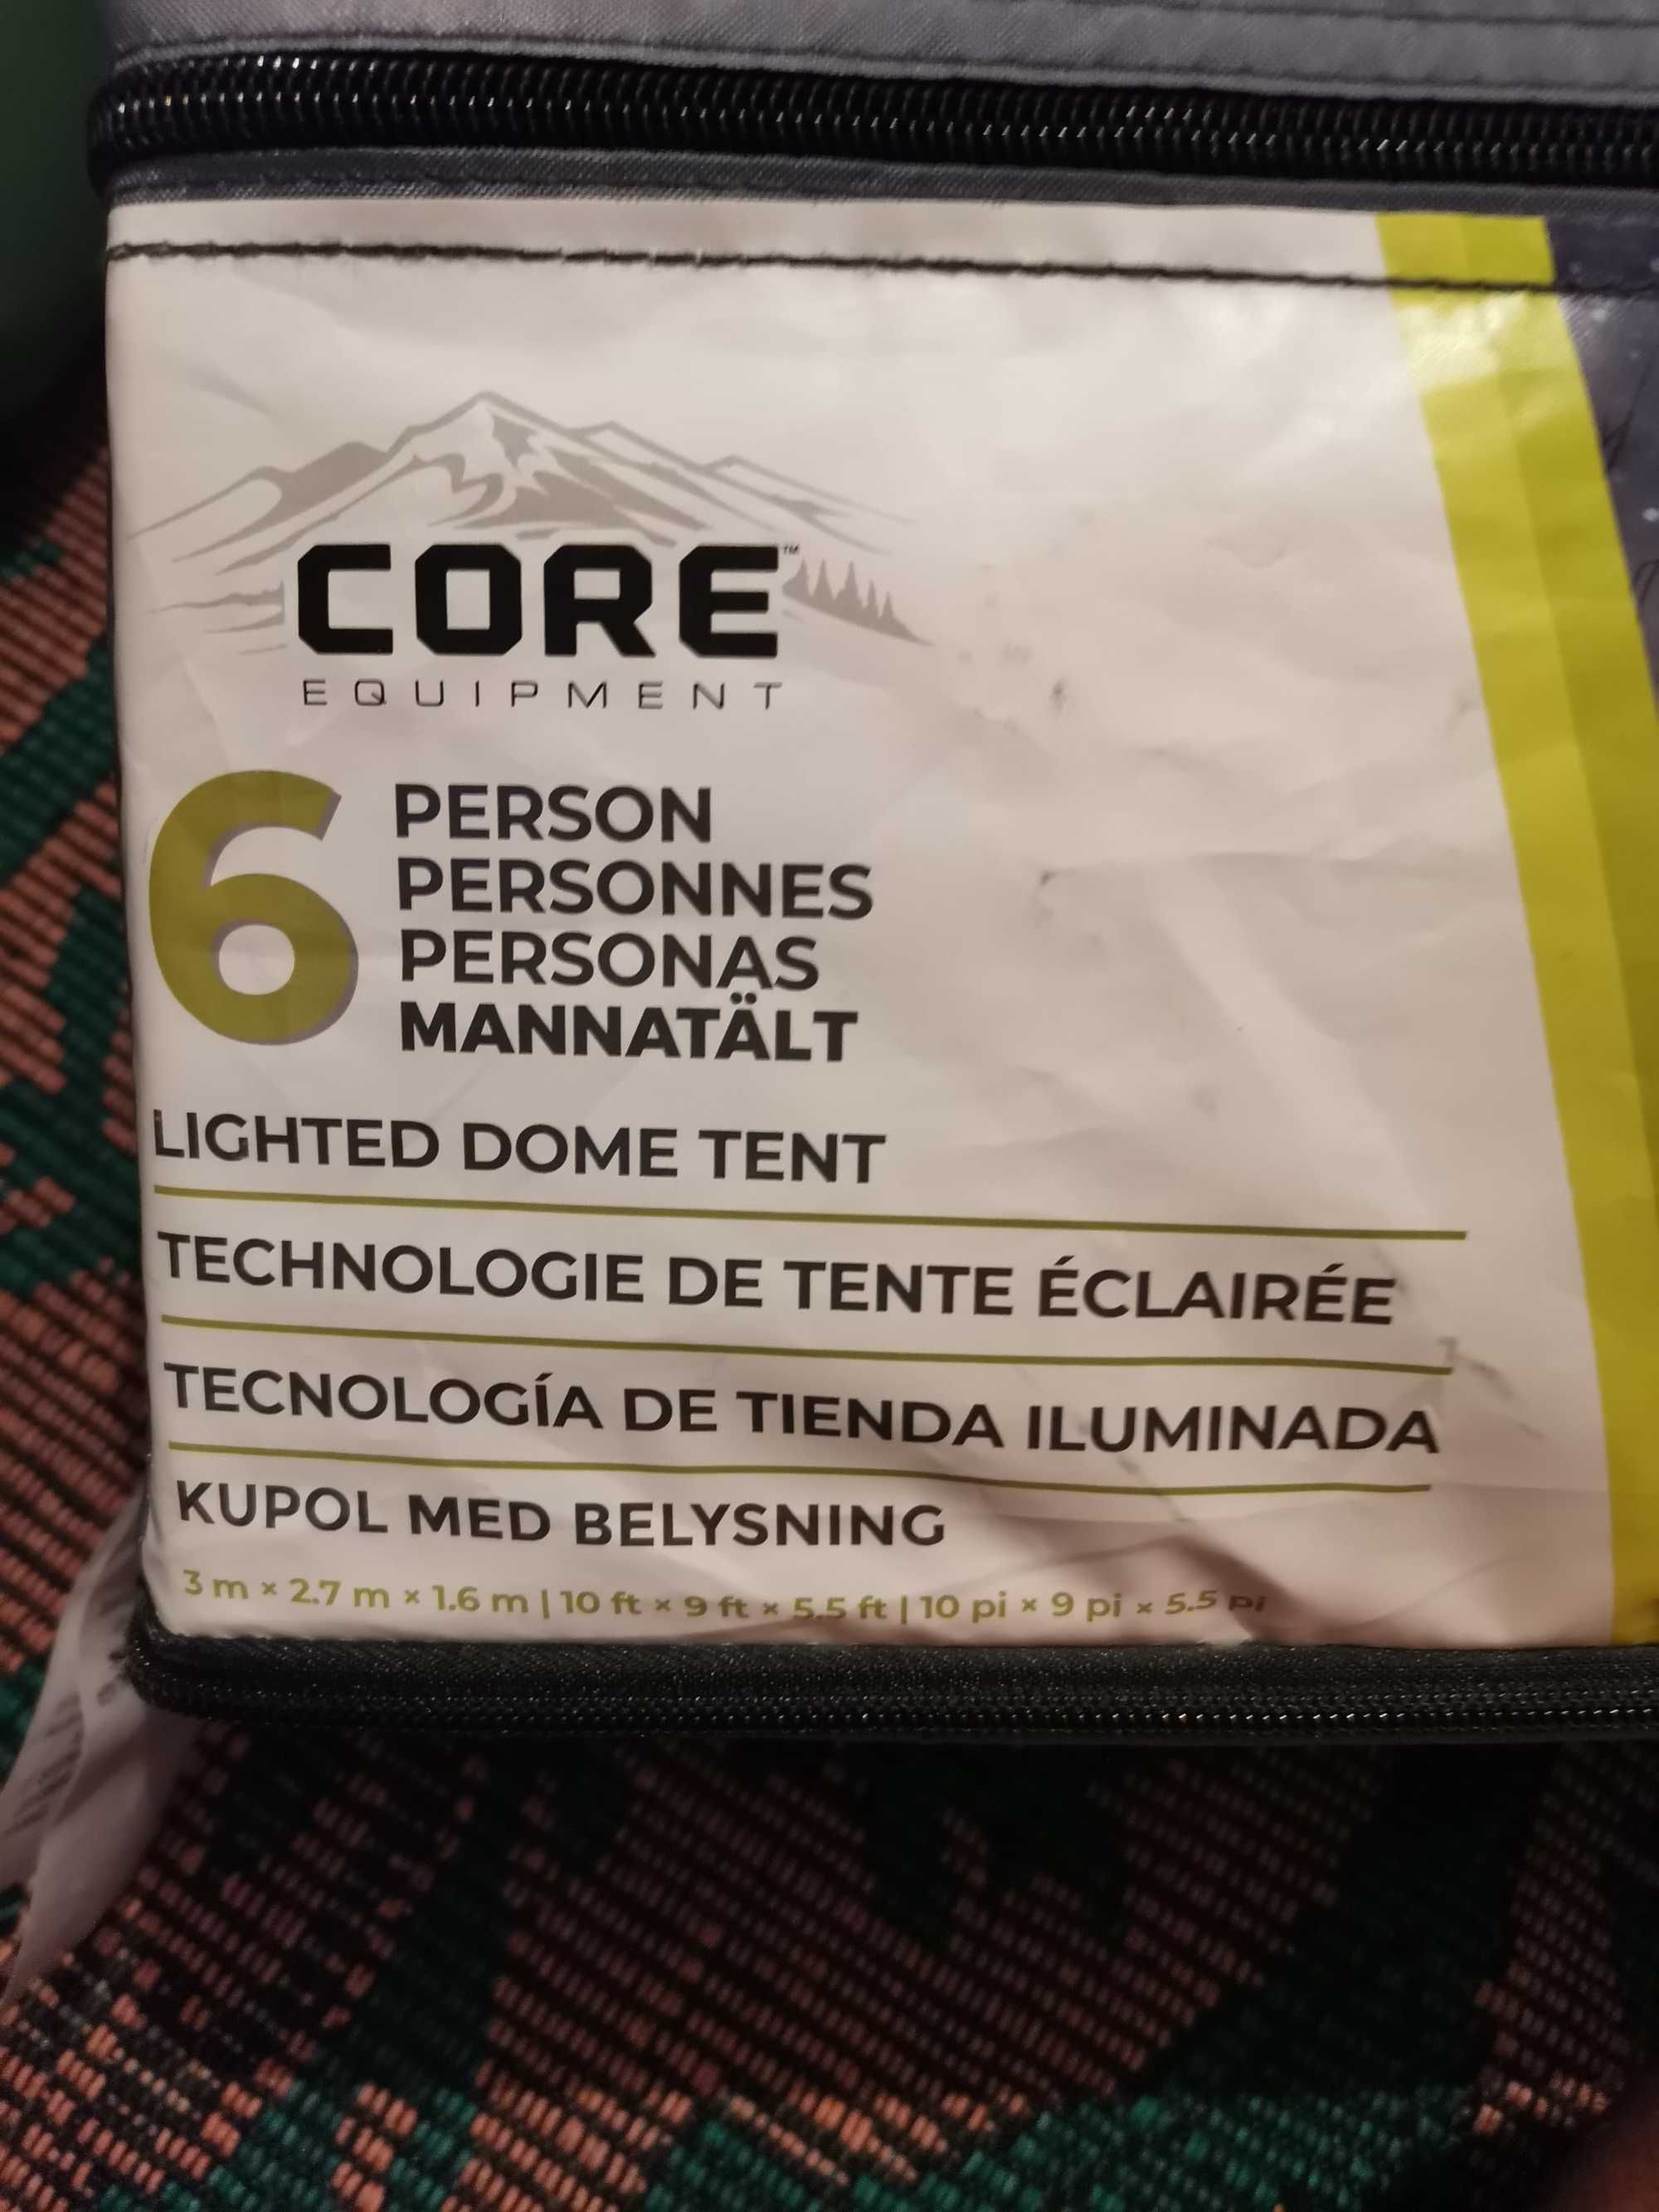 CORE™
EQUIPMENT
6 PERSON
PERSONNES
PERSONAS
MANNATÄLT
LIGHTED DOME TENT
TECHNOLOGIE DE TENTE ÉCLAIRÉE
TECNOLOGÍA DE TIENDA ILUMINADA
KUPOL MED BELYSNING
3 m × 2.7 m × 1.6 m | 10 ft × 9 ft × 5.5 ft | 10 pi × 9 pi × 5.5 pi